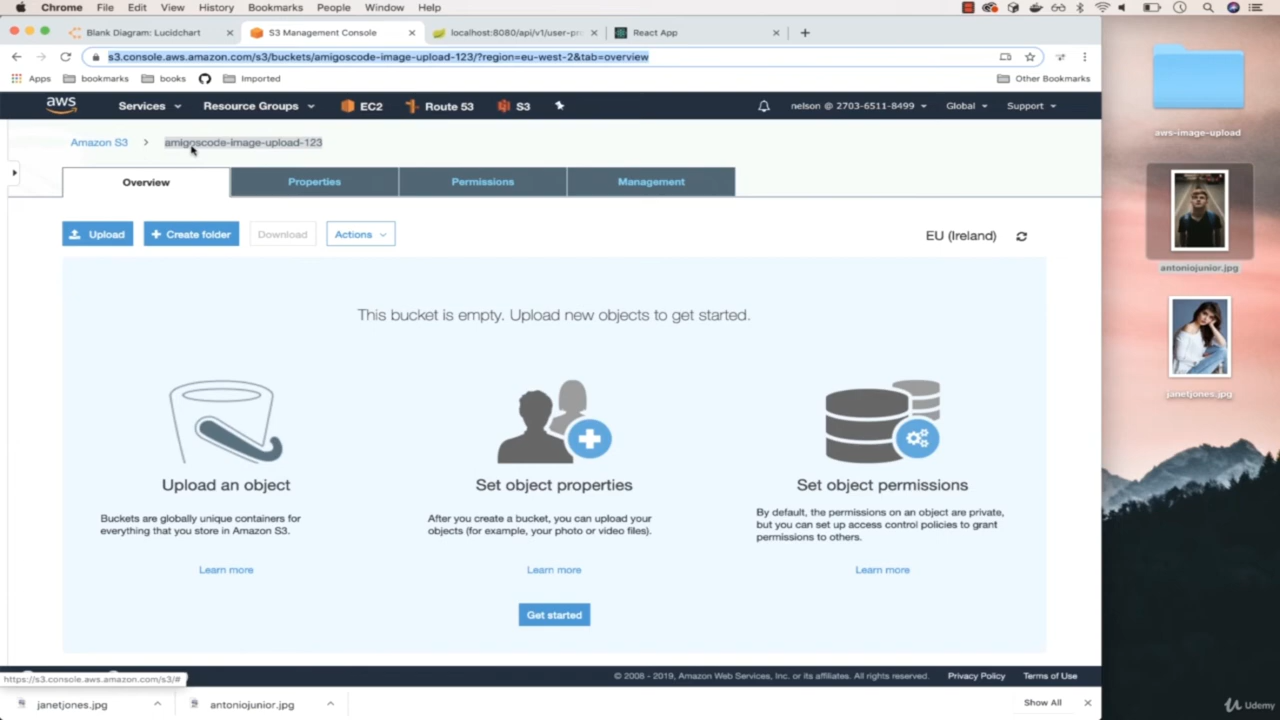 Chrome File Edit View History Bookmarks People Window Help
Blank Diagram: Lucidchart S3 Management Console localhost:8080/api/v1/user-pr React App
s3.console.aws.amazon.com/s3/buckets/amigoscode-image-upload-123/?region=eu-west-2&tab=overview
Apps bookmarks books Imported Other Bookmarks
aws Services Resource Groups EC2 Route 53 S3 nelson @ 2703-6511-8499 Global Support
aws-image-upload
Amazon S3 > amigoscode-image-upload-123
Overview Properties Permissions Management
Upload Create folder Download Actions EU (Ireland)
antoniojunior.jpg
This bucket is empty. Upload new objects to get started.
janetjones.jpg
Upload an object
Buckets are globally unique containers for
everything that you store in Amazon S3.
Learn more
Set object properties
After you create a bucket, you can upload your
objects (for example, your photo or video files).
Learn more
Set object permissions
By default, the permissions on an object are private,
but you can set up access control policies to grant
permissions to others.
Learn more
Get started
© 2008 - 2019, Amazon Web Services, Inc. or its affiliates. All rights reserved. Privacy Policy Terms of Use
https://s3.console.aws.amazon.com/s3/#
janetjones.jpg antoniojunior.jpg Show All
Udemy